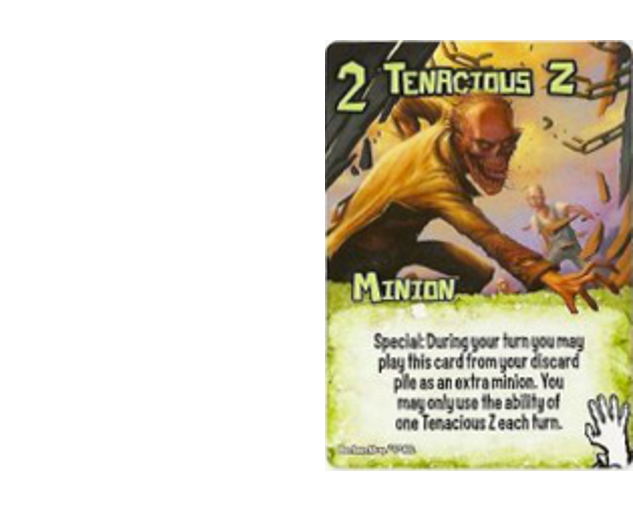 2 TENACIOUS Z
MINION
Special: During your turn you may
play this card from your discard
pile as an extra minion. You
may only use the ability of
one Tenacious Z each turn.